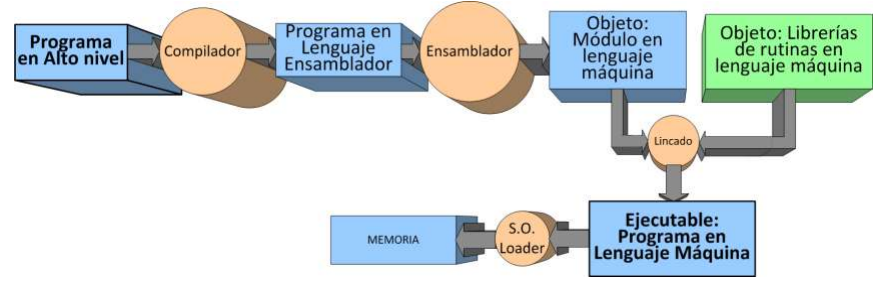 Programa
en Alto nivel
Compilador
Programa en
Lenguaje
Ensamblador
Ensamblador
Objeto:
Módulo en
lenguaje
máquina
Objeto: Librerías
de rutinas en
lenguaje máquina
Lincado
Ejecutable:
Programa en
Lenguaje Máquina
S.O.
Loader
MEMORIA